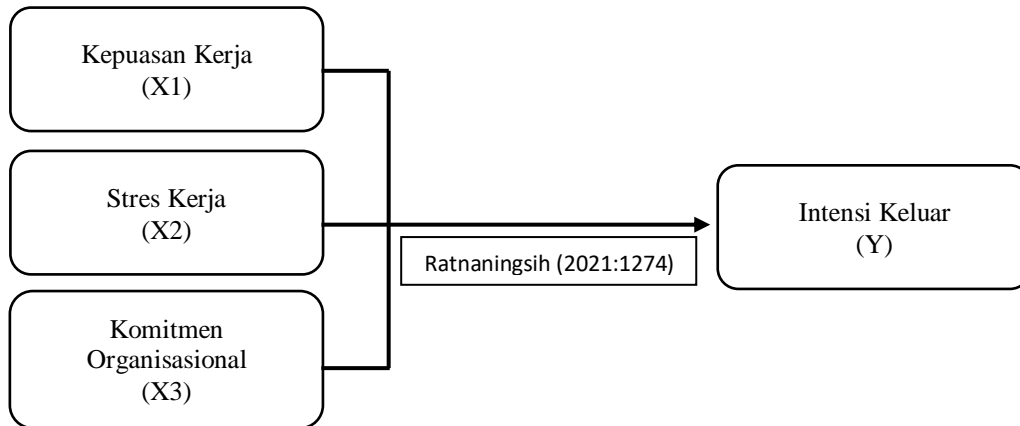 Kepuasan Kerja
(X1)
Stres Kerja
(X2)
Intensi Keluar
(Y)
Ratnaningsih (2021:1274)
Komitmen
Organisasional
(X3)